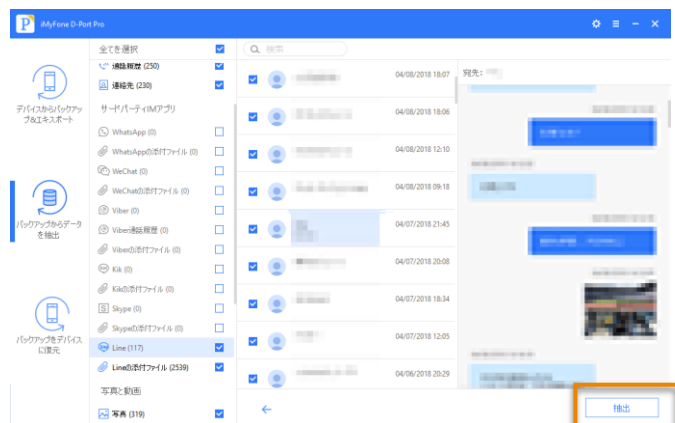 iMyFone D-Port Pro
デバイスからバックアッ
プ&エキスポート
バックアップからデータ
を抽出
バックアップをデバイス
に復元
全てを選択
通話履歴 (250)
連絡先 (230)
サードパーティIMアプリ
WhatsApp (0)
WhatsAppの添付ファイル (0)
WeChat (0)
WeChatの添付ファイル (0)
Viber (0)
Viber通話履歴 (0)
Viberの添付ファイル (0)
Kik (0)
Kikの添付ファイル (0)
Skype (0)
Skypeの添付ファイル (0)
Line (117)
Lineの添付ファイル (2539)
写真と動画
写真 (319)
検索
04/08/2018 18:07
04/08/2018 18:06
04/08/2018 12:10
04/08/2018 09:18
04/07/2018 21:45
04/07/2018 20:08
04/07/2018 18:34
04/07/2018 12:05
04/06/2018 20:29
宛先:
抽出